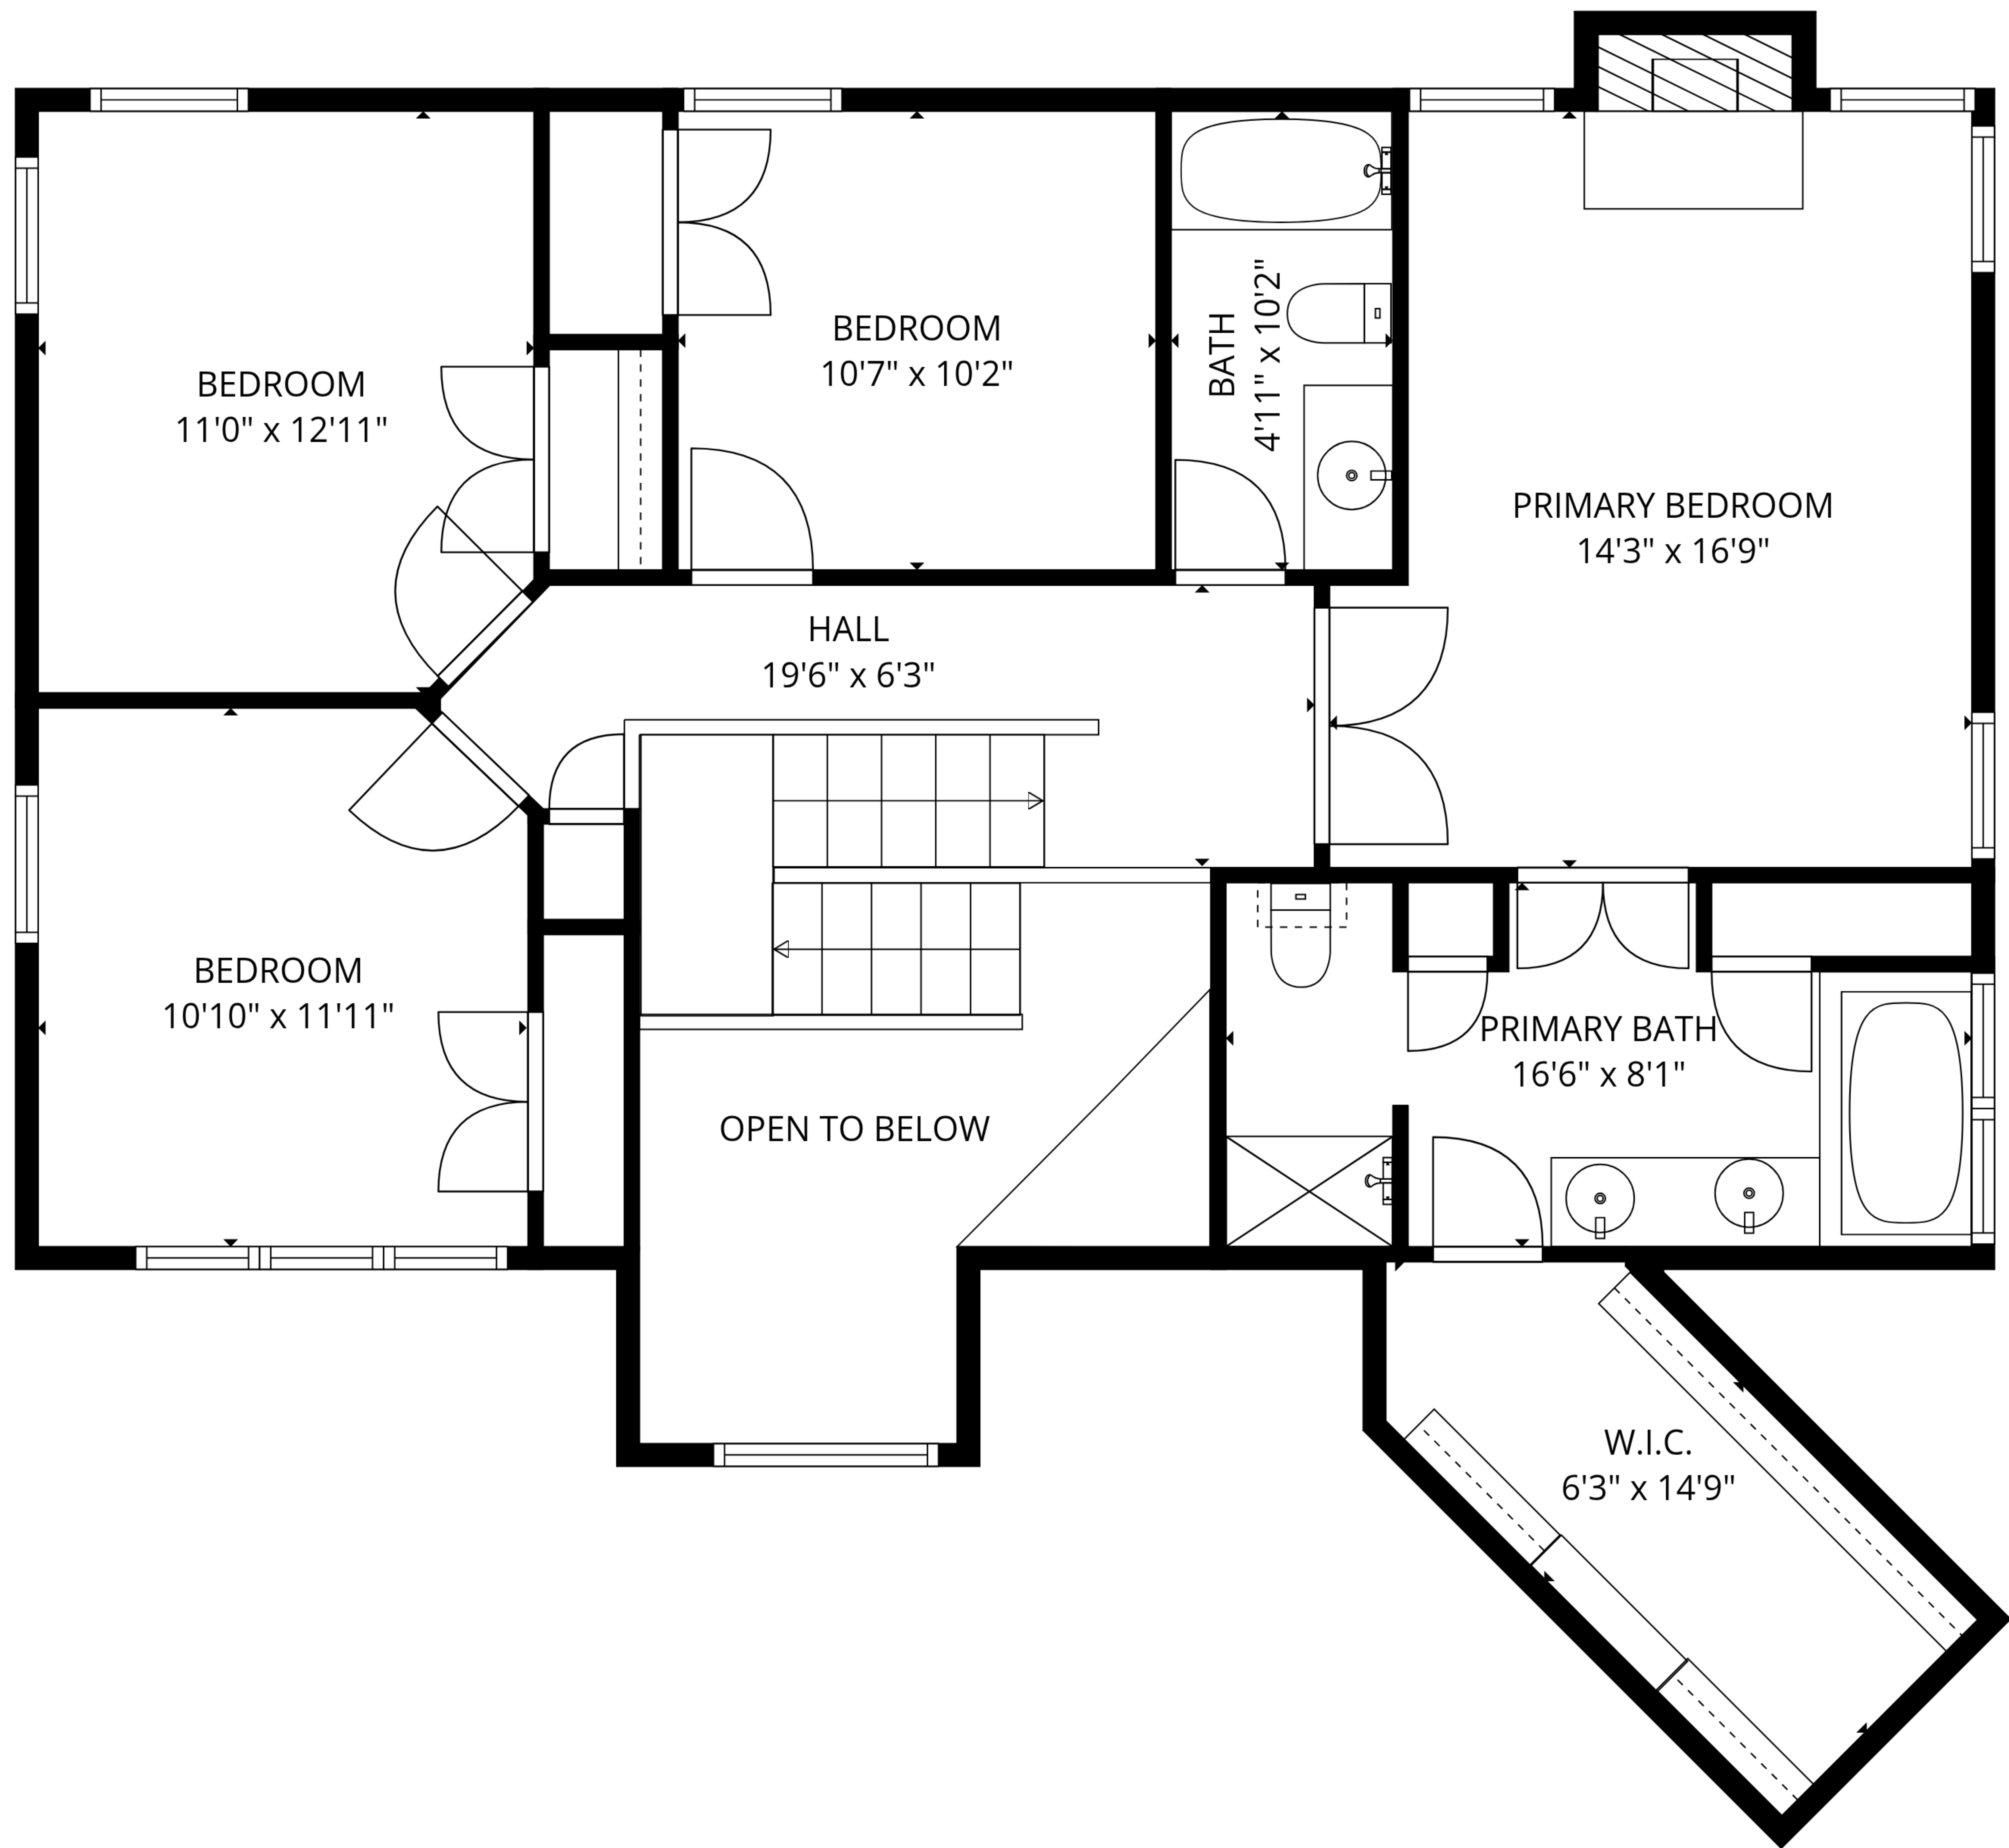 BEDROOM
11'0" x 12'11"
BEDROOM
10'7" x 10'2"
BATH
4'11" x 10'2"
PRIMARY BEDROOM
14'3" x 16'9"
HALL
19'6" x 6'3"
BEDROOM
10'10" x 11'11"
OPEN TO BELOW
PRIMARY BATH
16'6" x 8'1"
W.I.C.
6'3" x 14'9"